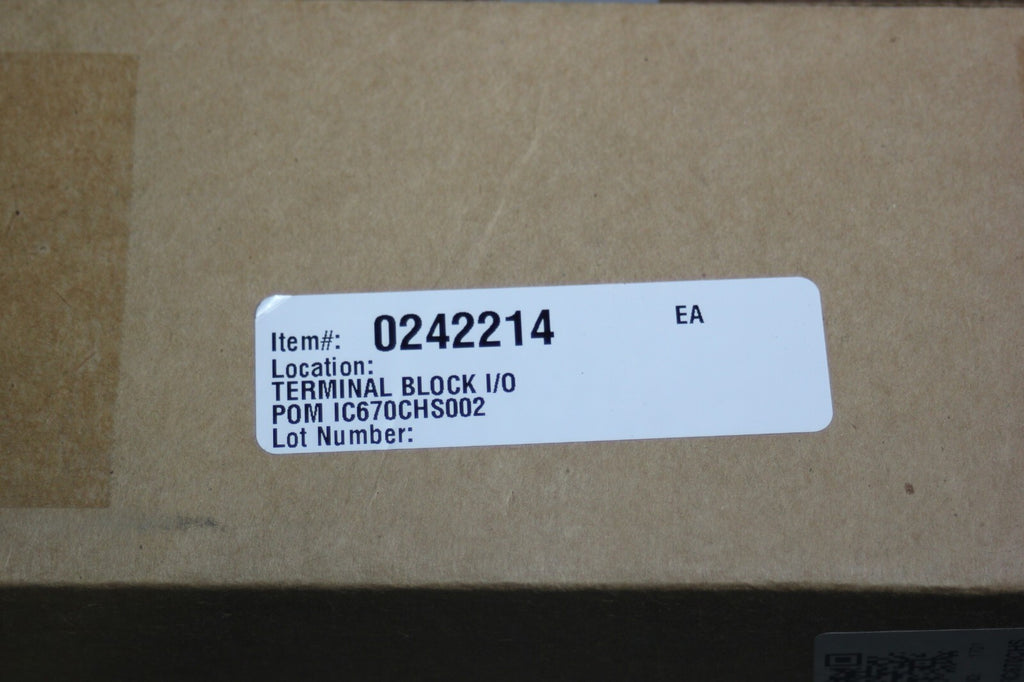 Item#: 0242214 EA
Location:
TERMINAL BLOCK I/O
POM IC670CHS002
Lot Number: